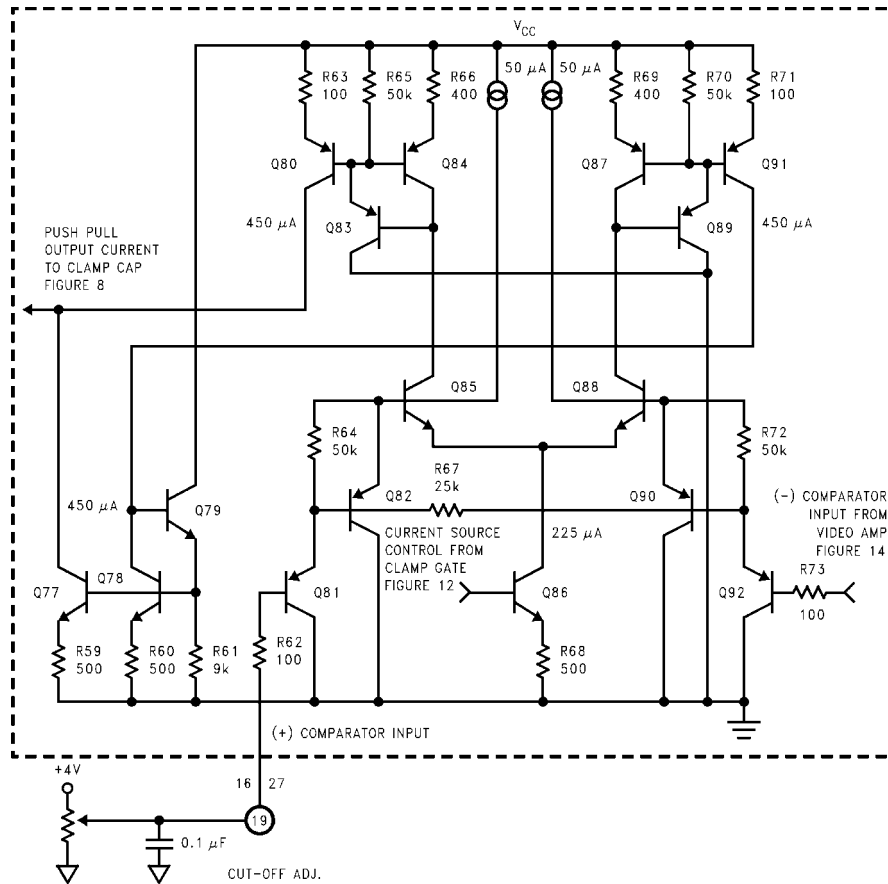 V_CC
50 µA 50 µA
R63 100
R65 50k
R66 400
R69 400
R70 50k
R71 100
Q80
Q84
Q87
Q91
450 µA
Q83
Q89
450 µA
PUSH PULL
OUTPUT CURRENT
TO CLAMP CAP
FIGURE 8
Q85
Q88
R64 50k
R72 50k
R67
25k
Q82
Q90
(−) COMPARATOR
INPUT FROM
VIDEO AMP
FIGURE 14
450 µA
Q79
CURRENT SOURCE
CONTROL FROM
CLAMP GATE
FIGURE 12
225 µA
R73
100
Q77
Q78
Q81
Q86
Q92
R59 500
R60 500
R61 9k
R62 100
R68 500
(+) COMPARATOR INPUT
+4V
16 27
19
0.1 µF
CUT-OFF ADJ.